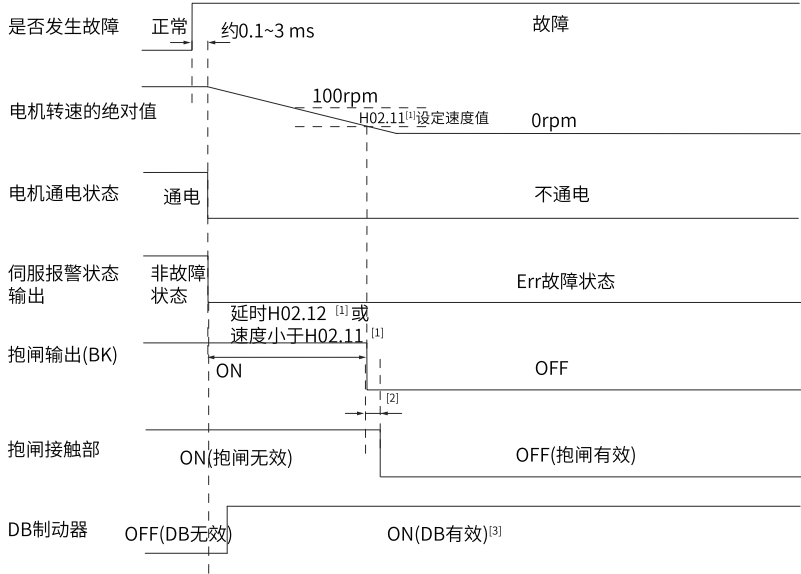 是否发生故障 正常 约0.1~3 ms 故障
电机转速的绝对值 100rpm
H02.11[1]设定速度值 0rpm
电机通电状态 通电 不通电
伺服报警状态
输出
非故障
状态
Err故障状态
延时H02.12 [1] 或
速度小于H02.11 [1]
抱闸输出(BK) ON OFF
[2]
抱闸接触部 ON(抱闸无效) OFF(抱闸有效)
DB制动器 OFF(DB无效) ON(DB有效)[3]